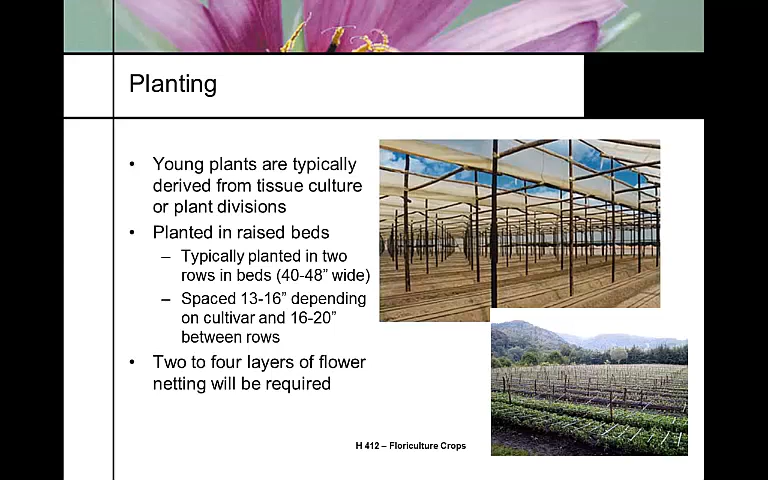 Planting
• Young plants are typically
derived from tissue culture
or plant divisions
• Planted in raised beds
– Typically planted in two
rows in beds (40-48” wide)
– Spaced 13-16” depending
on cultivar and 16-20”
between rows
• Two to four layers of flower
netting will be required
H 412 – Floriculture Crops